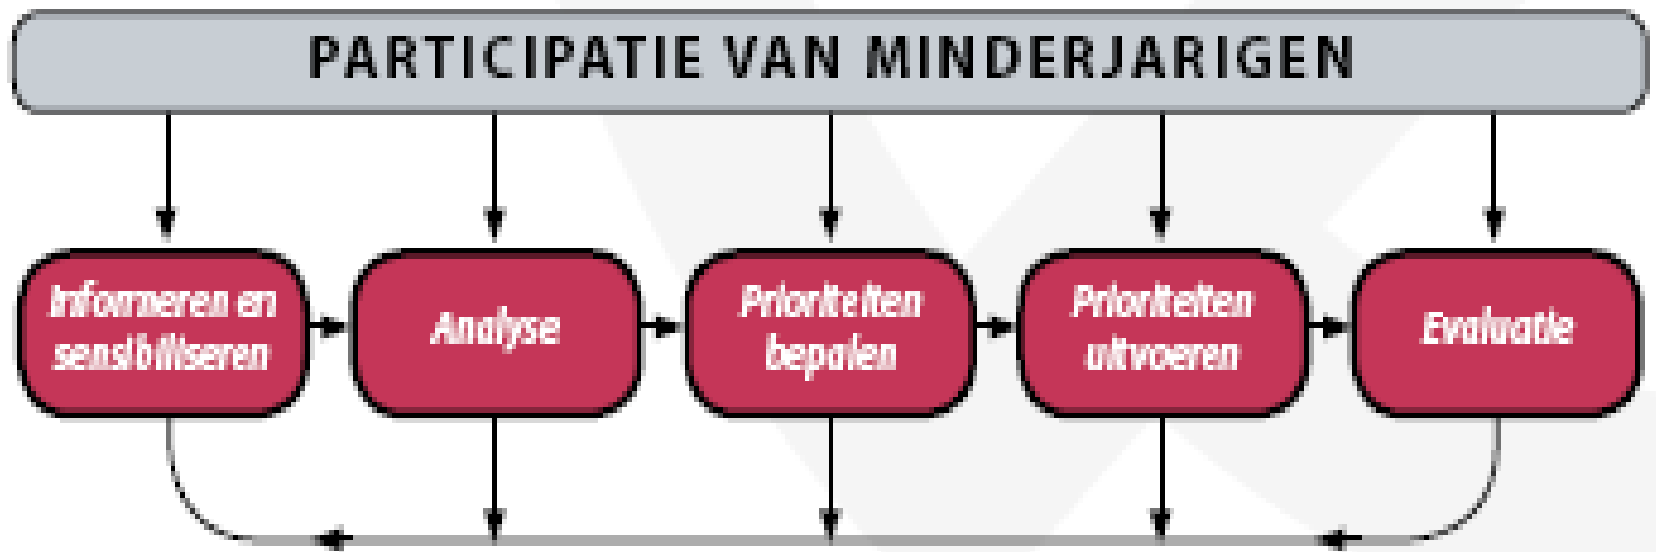 PARTICIPATIE VAN MINDERJARIGEN
Informeren en
sensibiliseren
Analyse
Prioriteiten
bepalen
Prioriteiten
uitvoeren
Evaluatie